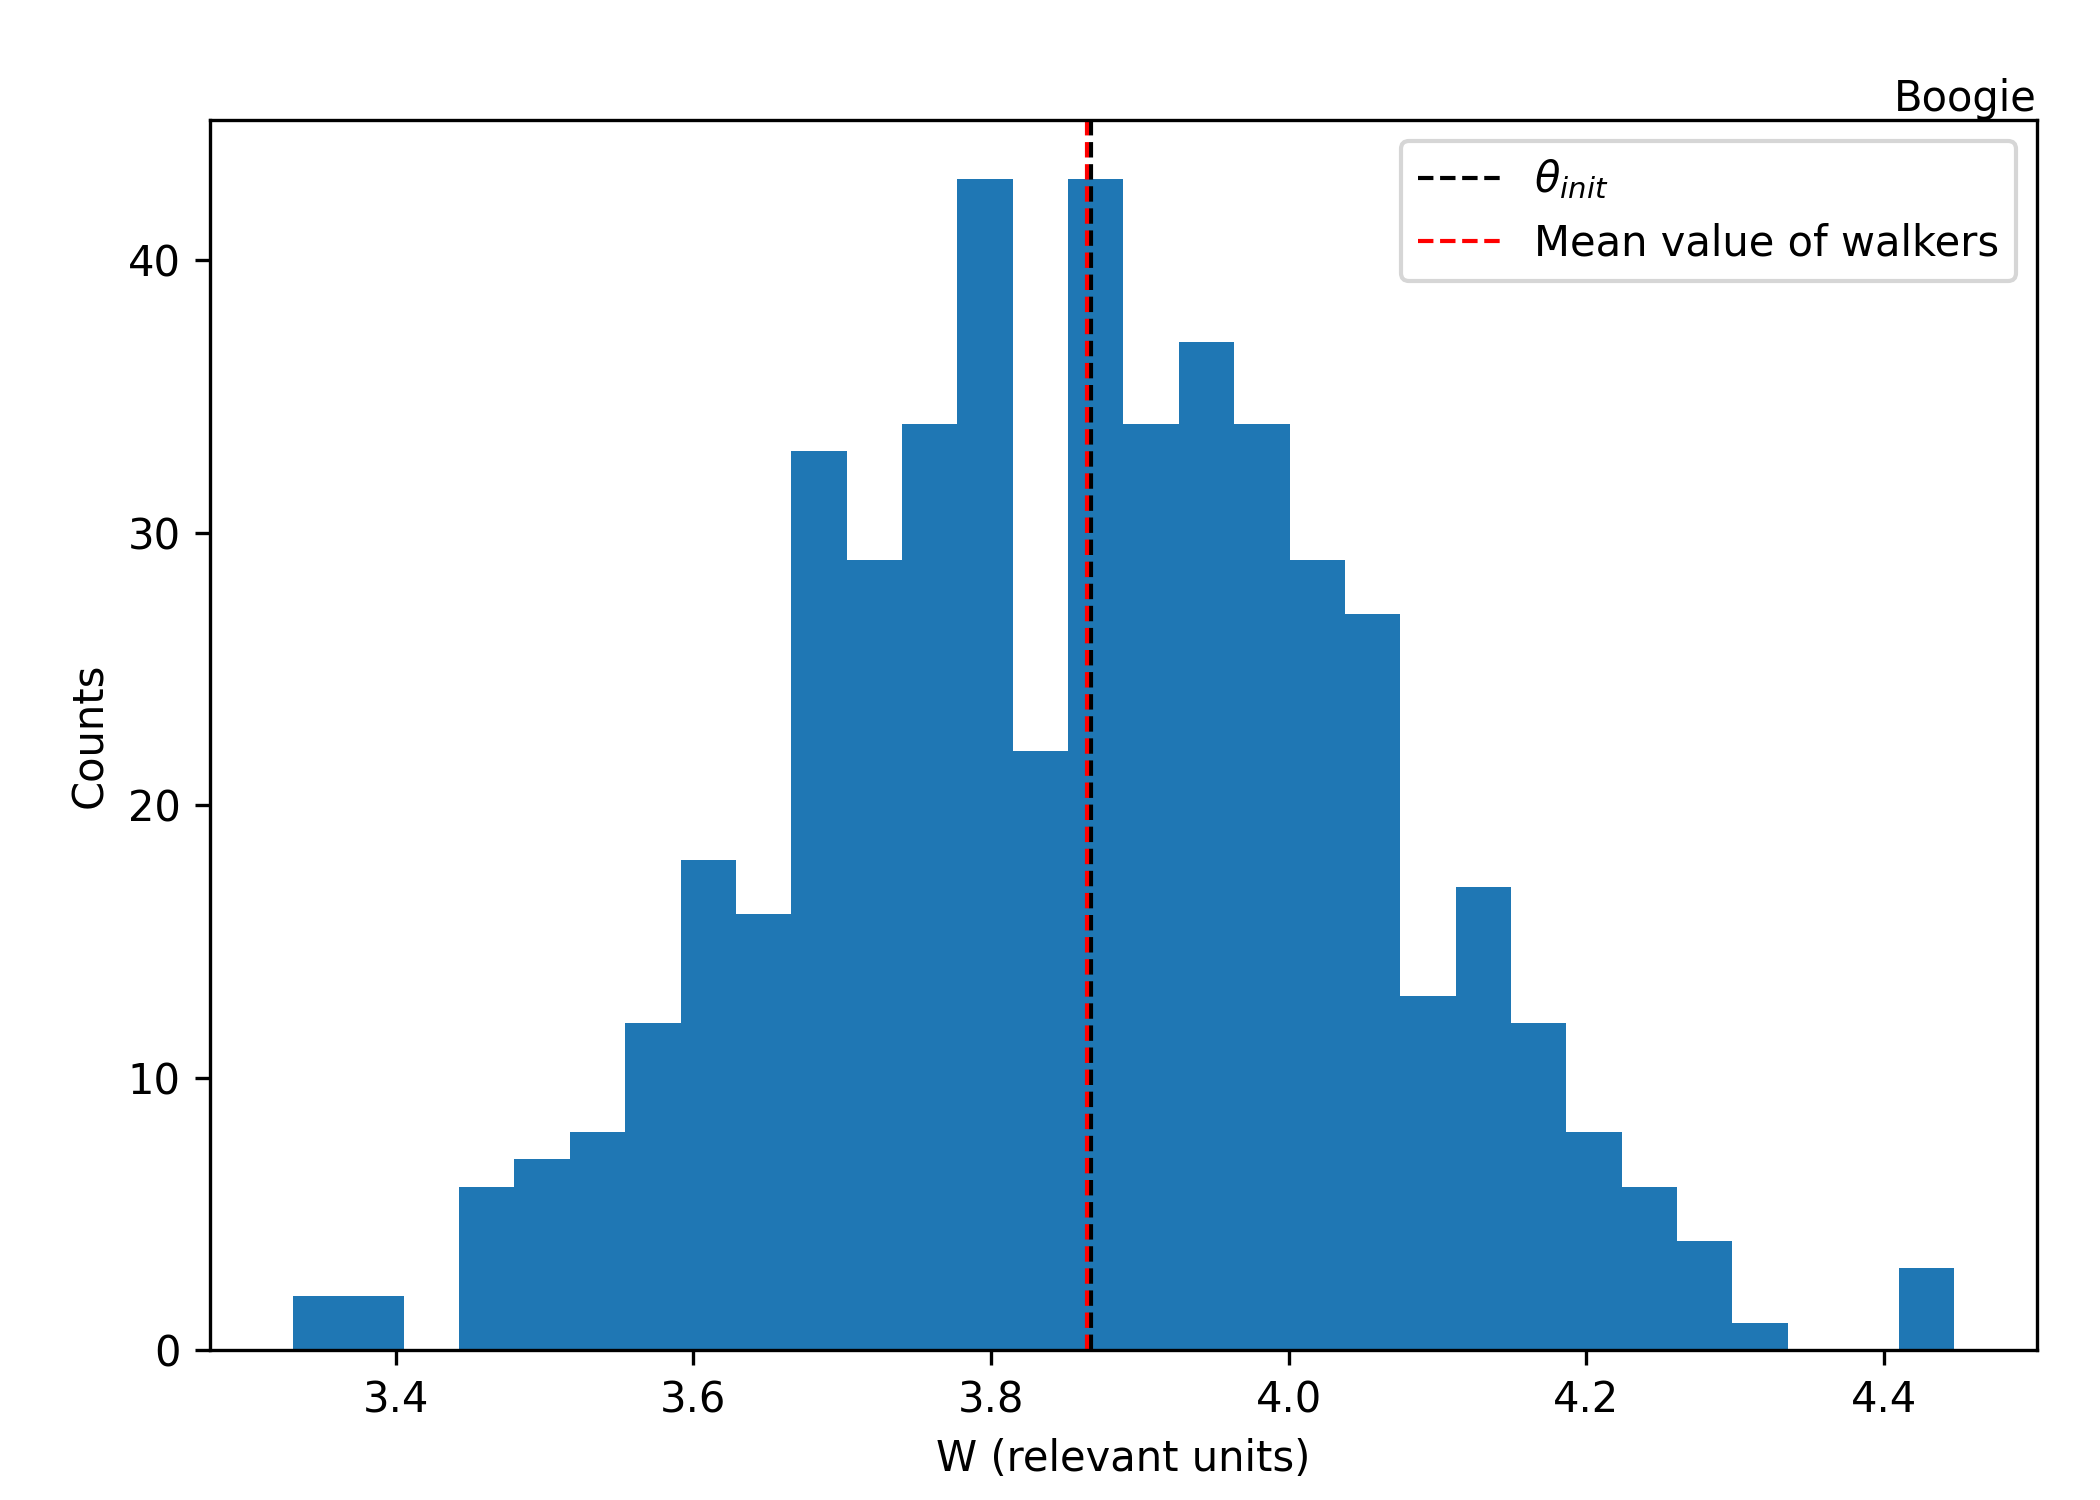 Boogie
θinit
Mean value of walkers
40
30
20
10
0
Counts
3.4 3.6 3.8 4.0 4.2 4.4
W (relevant units)